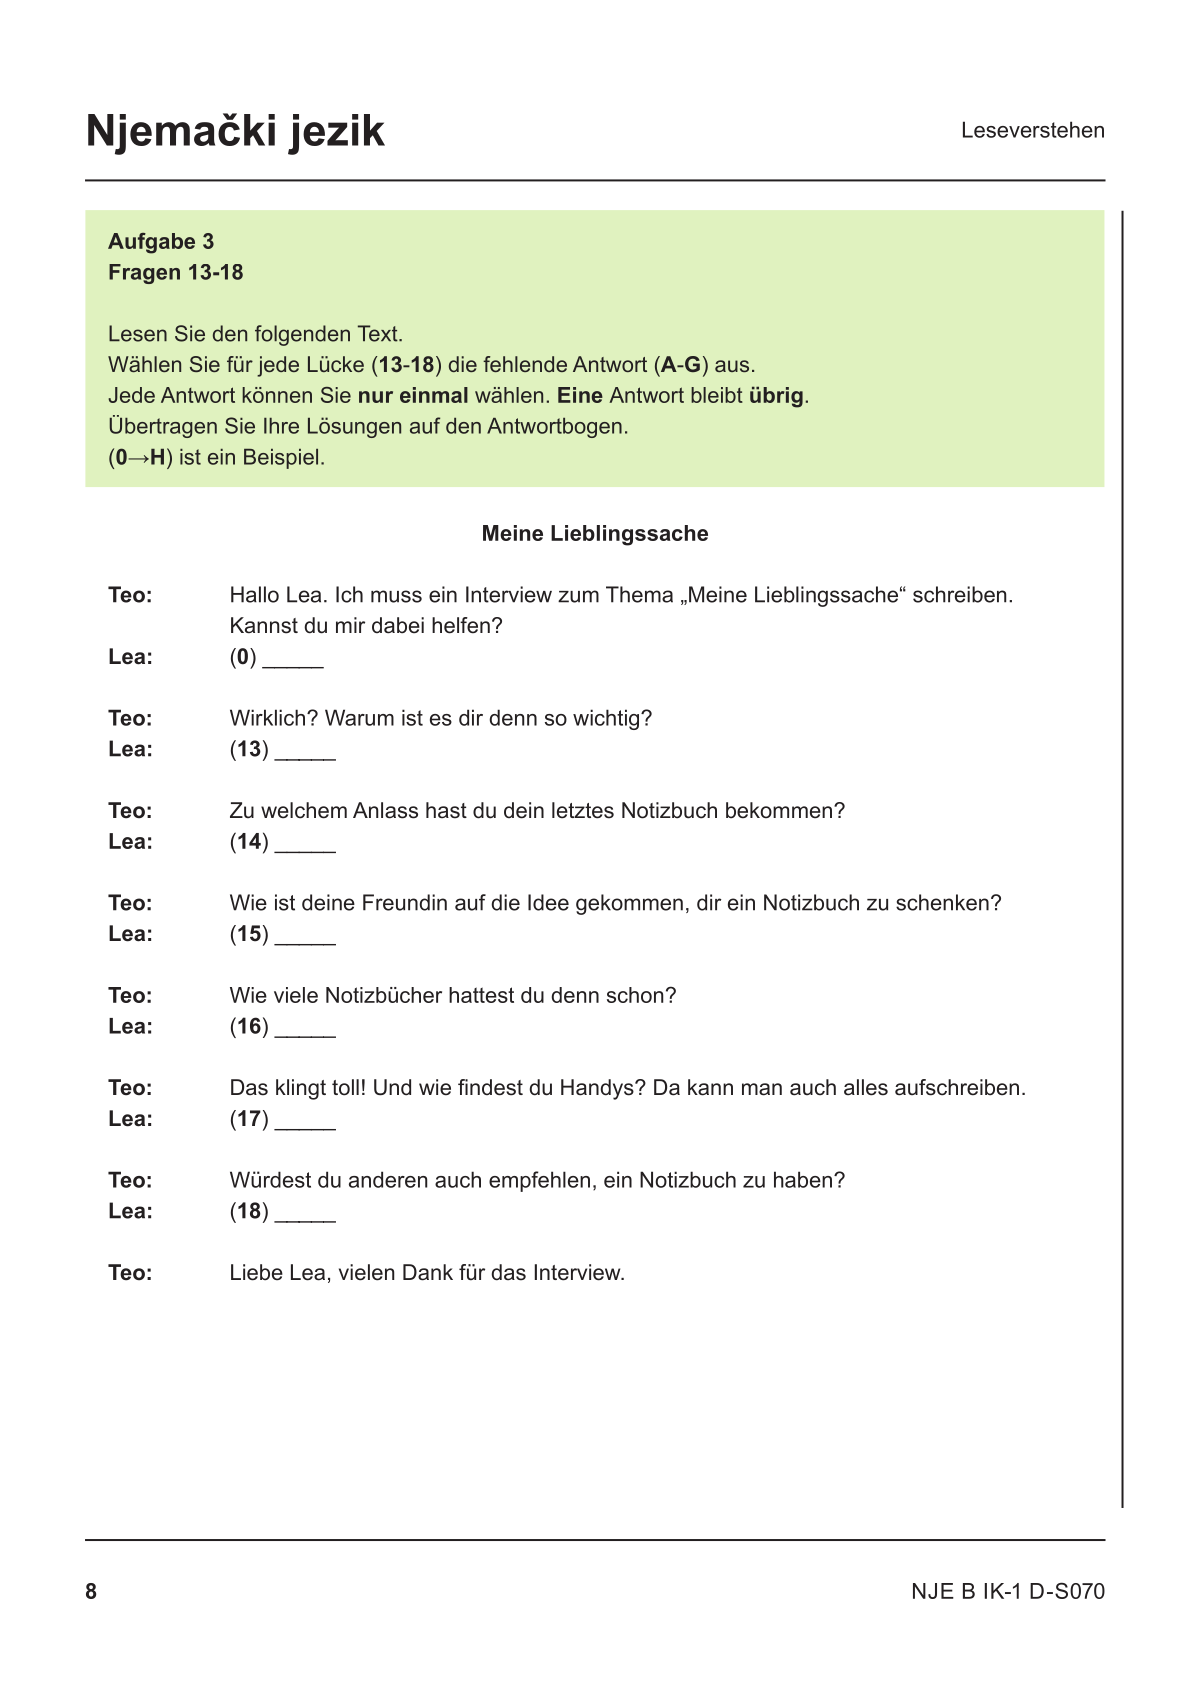 Njemački jezik
Leseverstehen
Aufgabe 3
Fragen 13-18
Lesen Sie den folgenden Text.
Wählen Sie für jede Lücke (13-18) die fehlende Antwort (A-G) aus.
Jede Antwort können Sie nur einmal wählen. Eine Antwort bleibt übrig.
Übertragen Sie Ihre Lösungen auf den Antwortbogen.
(0→H) ist ein Beispiel.
Meine Lieblingssache
Teo: Hallo Lea. Ich muss ein Interview zum Thema „Meine Lieblingssache“ schreiben.
Kannst du mir dabei helfen?
Lea: (0) _____
Teo: Wirklich? Warum ist es dir denn so wichtig?
Lea: (13) _____
Teo: Zu welchem Anlass hast du dein letztes Notizbuch bekommen?
Lea: (14) _____
Teo: Wie ist deine Freundin auf die Idee gekommen, dir ein Notizbuch zu schenken?
Lea: (15) _____
Teo: Wie viele Notizbücher hattest du denn schon?
Lea: (16) _____
Teo: Das klingt toll! Und wie findest du Handys? Da kann man auch alles aufschreiben.
Lea: (17) _____
Teo: Würdest du anderen auch empfehlen, ein Notizbuch zu haben?
Lea: (18) _____
Teo: Liebe Lea, vielen Dank für das Interview.
8
NJE B IK-1 D-S070